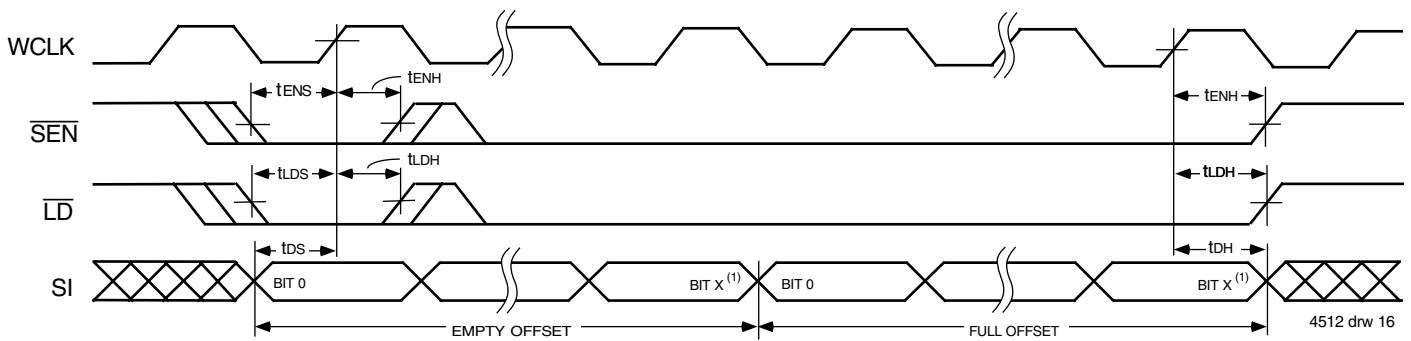 WCLK
tENS
tENH
tENH
SEN
tLDS
tLDH
tLDH
LD
tDS
tDH
SI
BIT 0
BIT X (1)
BIT 0
BIT X (1)
EMPTY OFFSET
FULL OFFSET
4512 drw 16